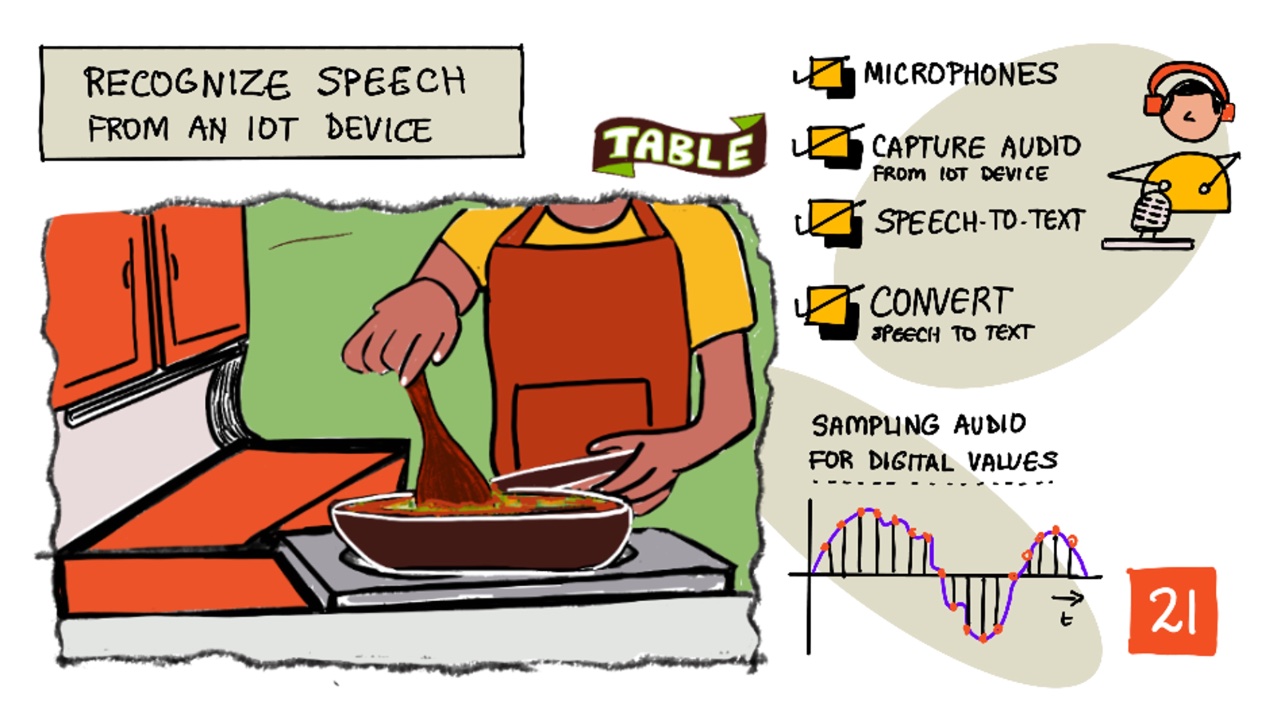 RECOGNIZE SPEECH
FROM AN IOT DEVICE
TABLE
MICROPHONES
CAPTURE AUDIO
FROM IOT DEVICE
SPEECH-TO-TEXT
CONVERT
SPEECH TO TEXT
SAMPLING AUDIO
FOR DIGITAL VALUES
t
21